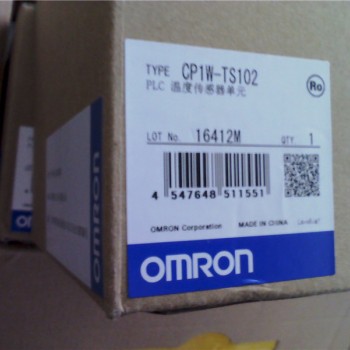 TYPE CP1W-TS102
PLC 温度传感器单元
Ro
LOT No. 16412M QTY. 1
4 547648 511551
OMRON Corporation MADE IN CHINA
OMRON
OMRON